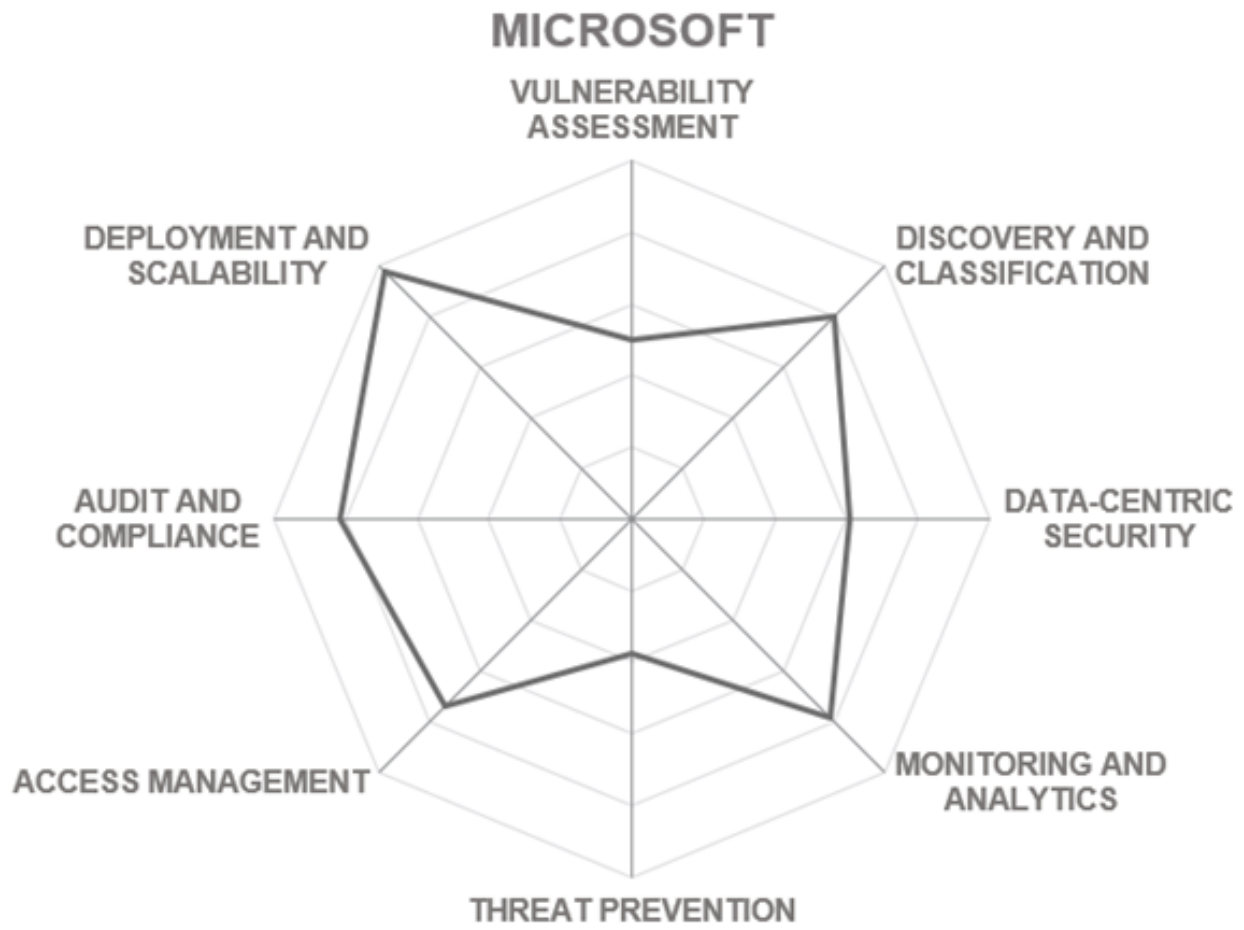 MICROSOFT
VULNERABILITY
ASSESSMENT
DEPLOYMENT AND
SCALABILITY
DISCOVERY AND
CLASSIFICATION
AUDIT AND
COMPLIANCE
DATA-CENTRIC
SECURITY
ACCESS MANAGEMENT
MONITORING AND
ANALYTICS
THREAT PREVENTION